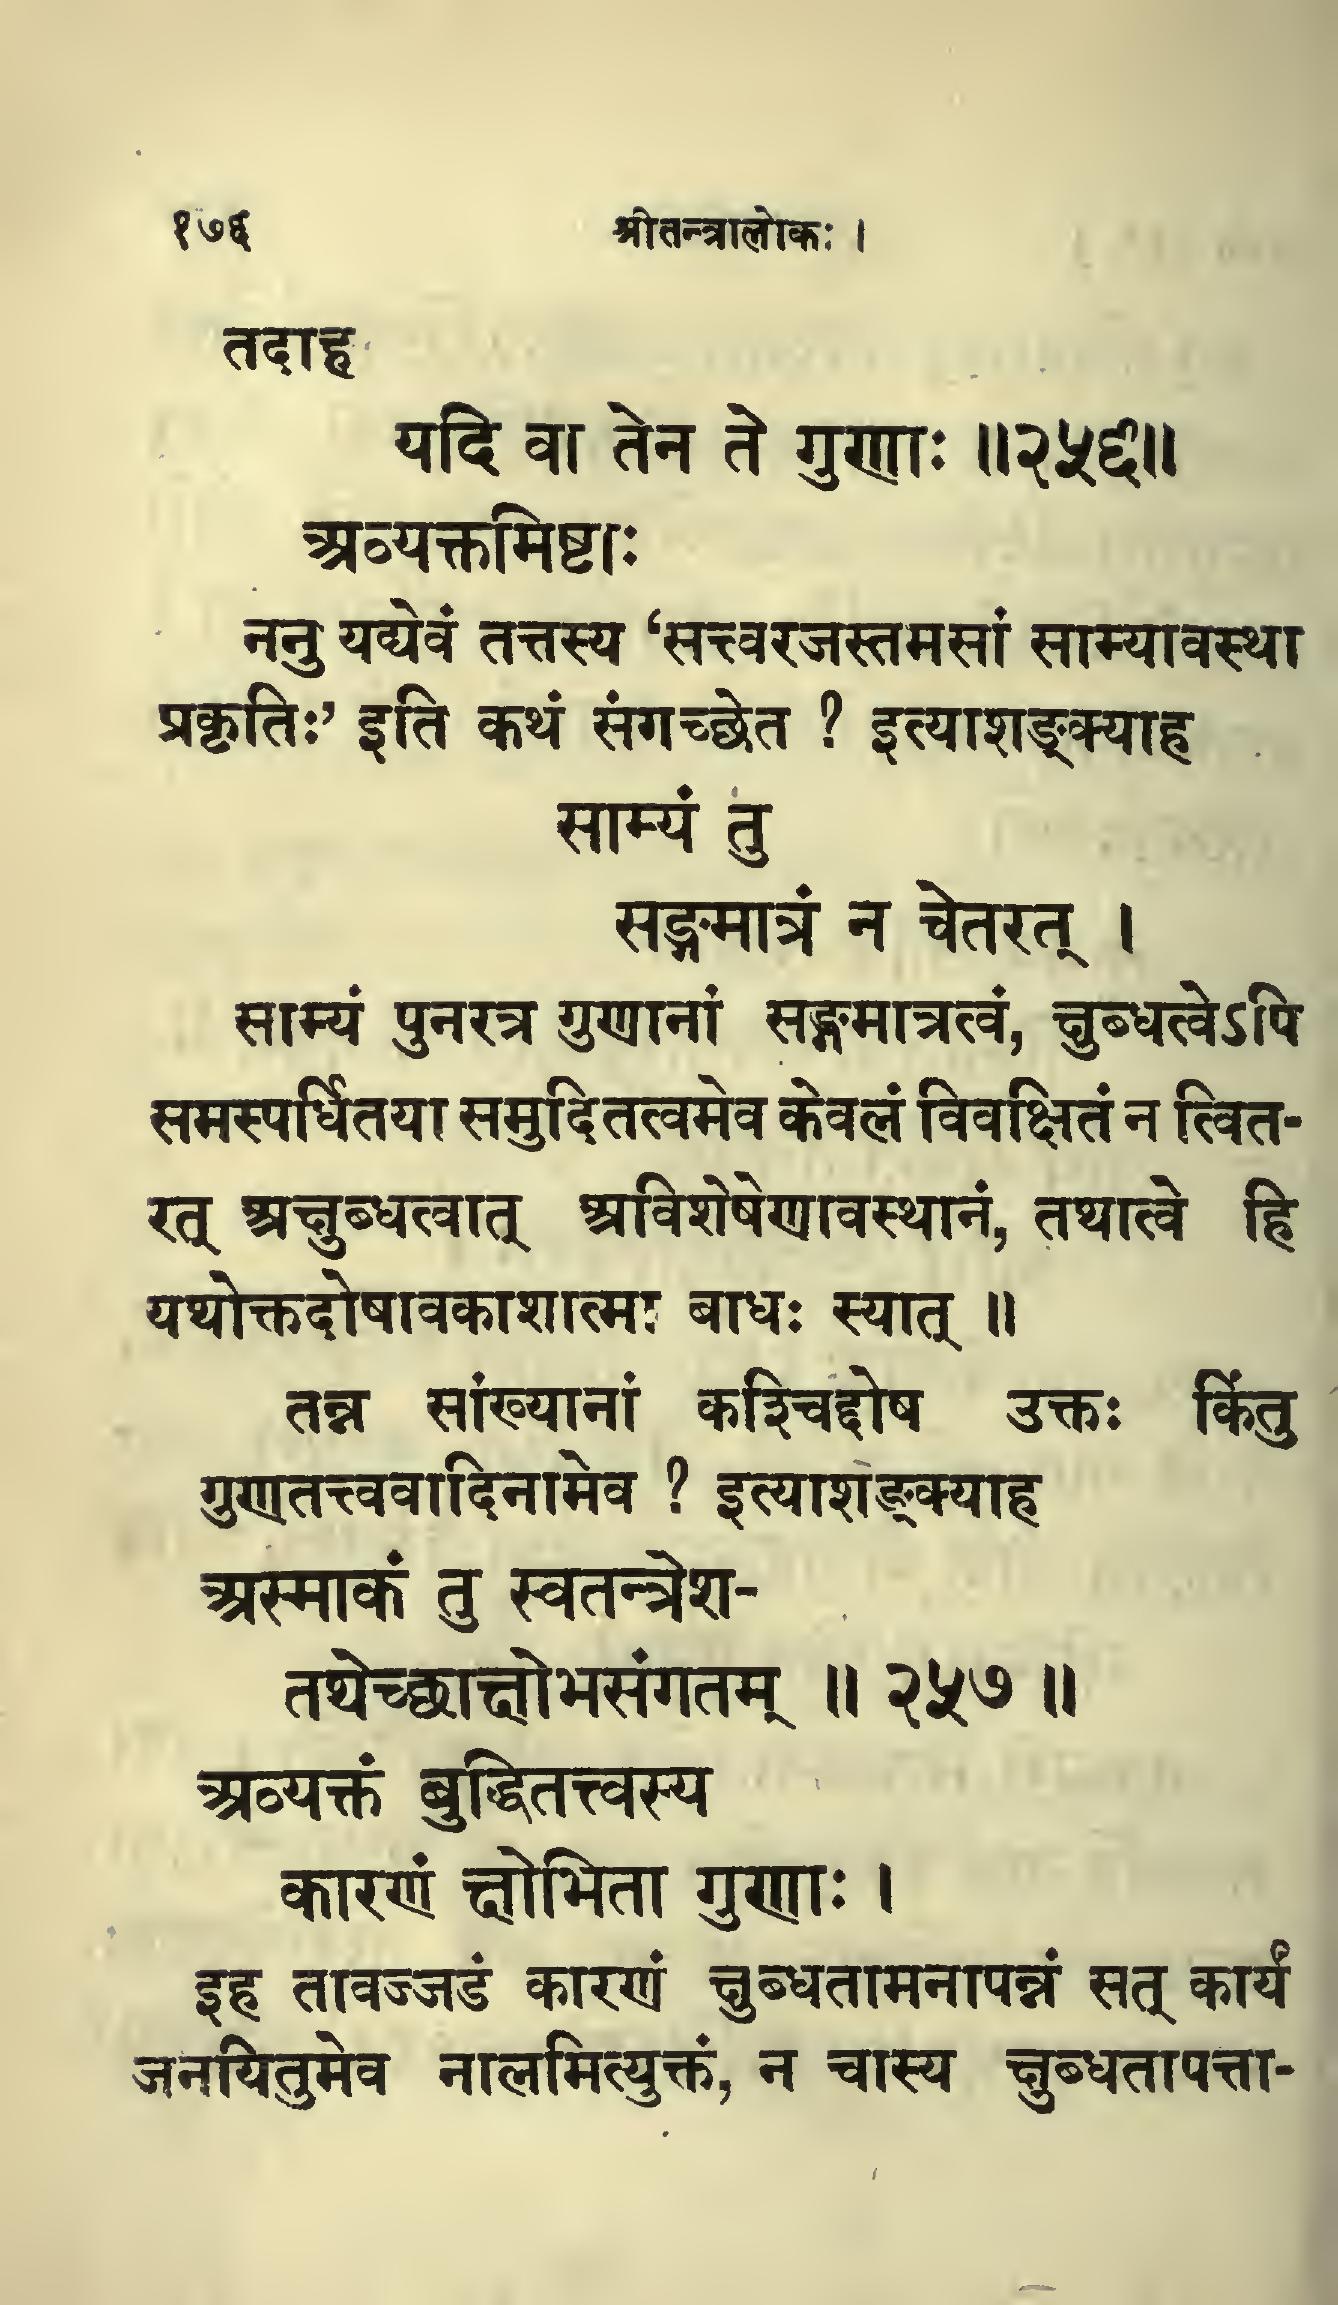 १७६ श्रीतन्त्रालोकः ।
तदाह
यदि वा तेन ते गुणाः ॥२५६॥
अव्यक्तमिष्टाः
ननु यद्येवं तत्तस्य ‘सत्त्वरजस्तमसां साम्यावस्था
प्रकृतिः’ इति कथं संगच्छेत ? इत्याशङ्क्याह
साम्यं तु
सङ्गमात्रं न चेतरत् ।
साम्यं पुनरत्र गुणानां सङ्गमात्रत्वं, क्षुब्धत्वेऽपि
समस्पर्धितया समुदितत्वमेव केवलं विवक्षितं न त्वित-
रत् अक्षुब्धत्वात् अविशेषेणावस्थानं, तथात्वे हि
यथोक्तदोषावकाशात्मा बाधः स्यात् ॥
तन्न सांख्यानां कश्चिद्दोष उक्तः किंतु
गुणतत्त्ववादिनामेव ? इत्याशङ्क्याह
अस्माकं तु स्वतन्त्रेश-
तथेच्छाक्षोभसंगतम् ॥ २५७ ॥
अव्यक्तं बुद्धितत्त्वस्य
कारणं क्षोभिता गुणाः ।
इह तावज्जडं कारणं क्षुब्धतामनापन्नं सत् कार्यं
जनयितुमेव नालमित्युक्तं, न चास्य क्षुब्धतापत्ता-